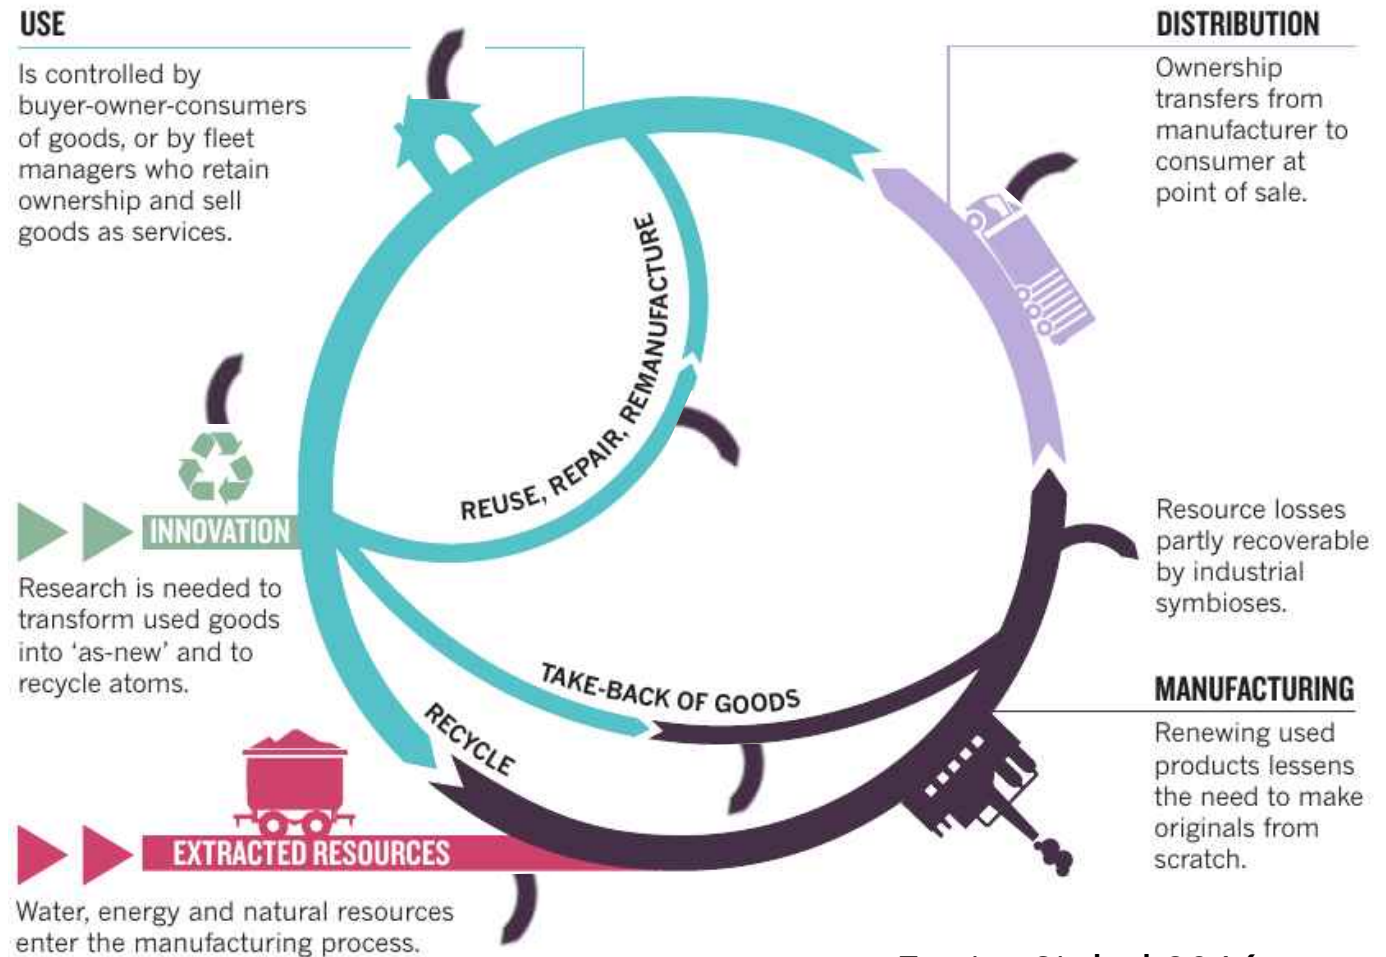 USE
Is controlled by
buyer-owner-consumers
of goods, or by fleet
managers who retain
ownership and sell
goods as services.
DISTRIBUTION
Ownership
transfers from
manufacturer to
consumer at
point of sale.
REUSE, REPAIR, REMANUFACTURE
INNOVATION
Research is needed to
transform used goods
into ‘as-new’ and to
recycle atoms.
Resource losses
partly recoverable
by industrial
symbioses.
TAKE-BACK OF GOODS
RECYCLE
MANUFACTURING
Renewing used
products lessens
the need to make
originals from
scratch.
EXTRACTED RESOURCES
Water, energy and natural resources
enter the manufacturing process.